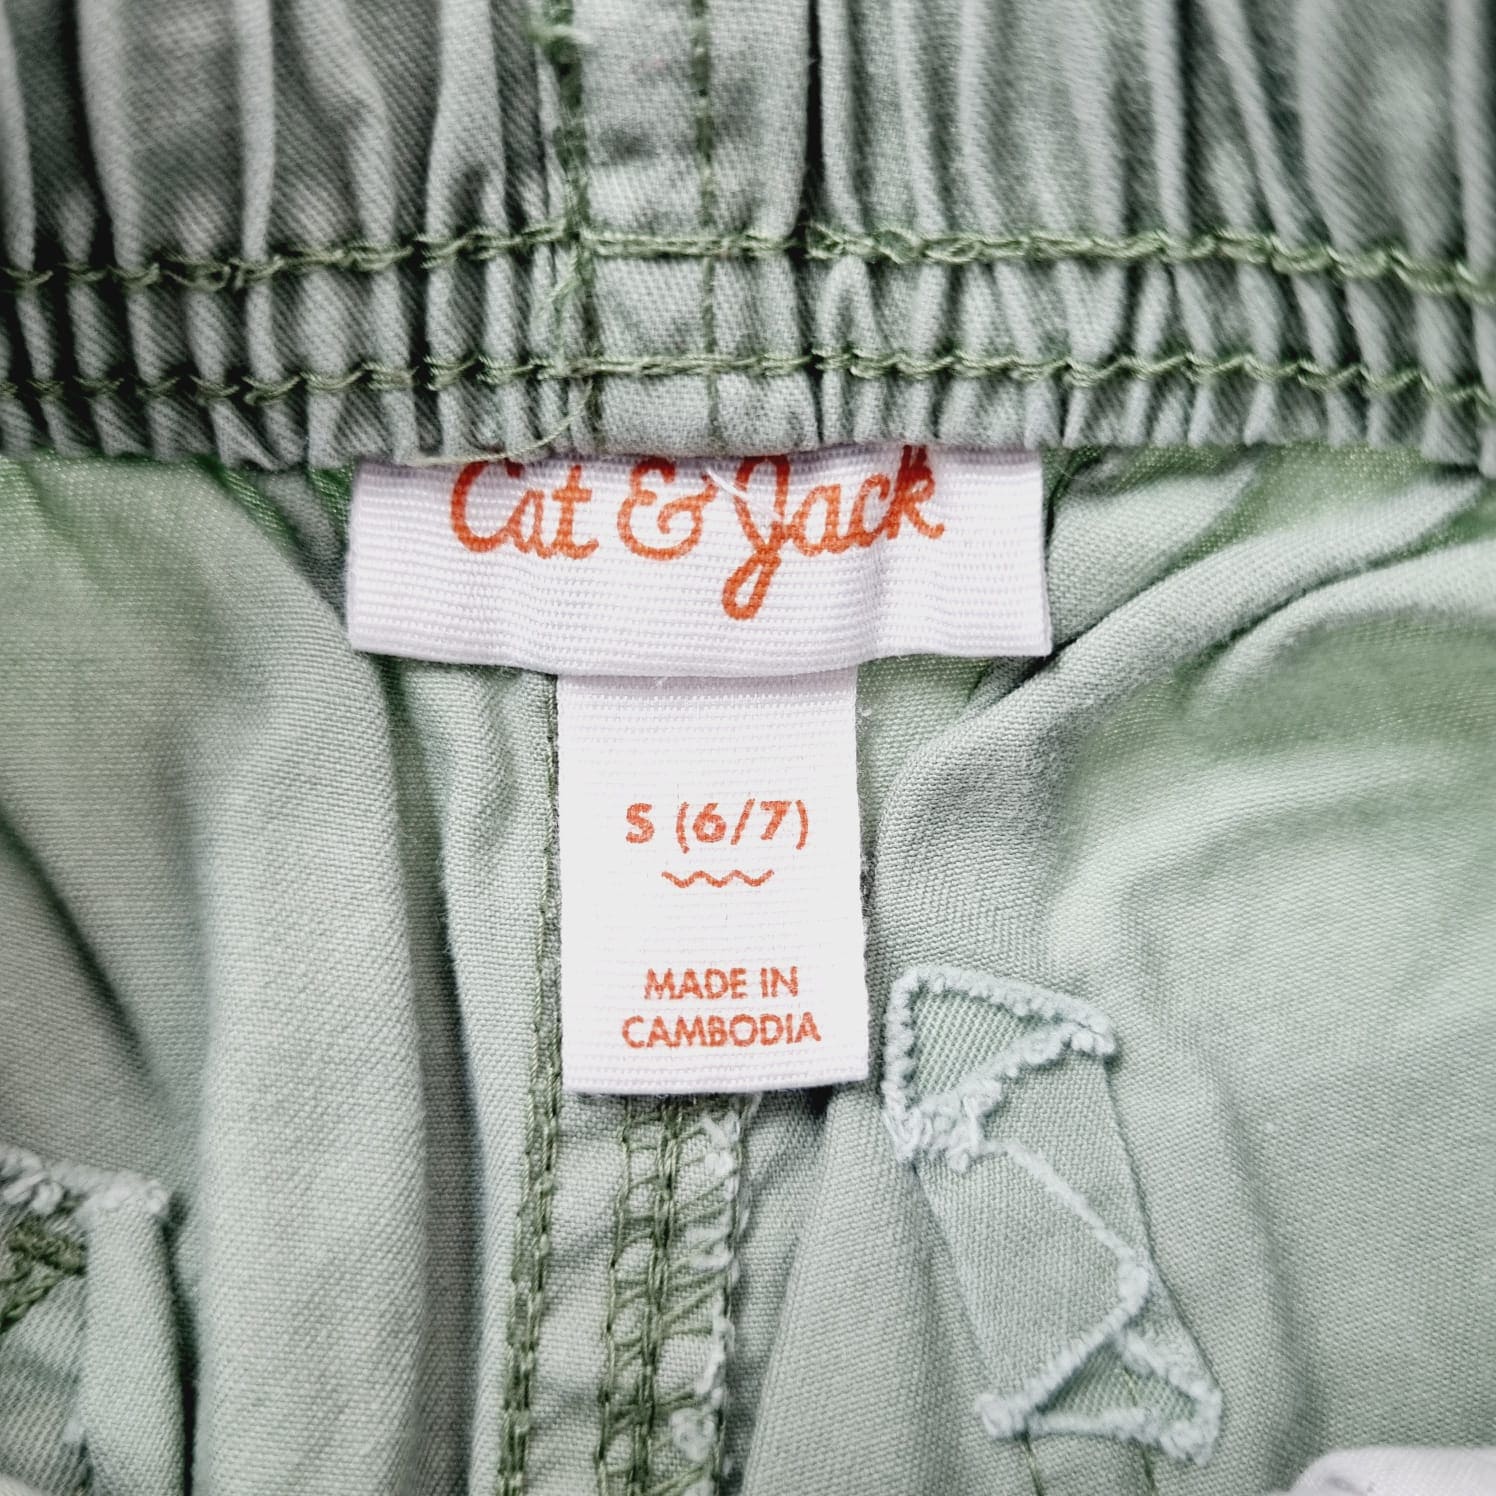 Cat & Jack
S (6/7)
MADE IN
CAMBODIA